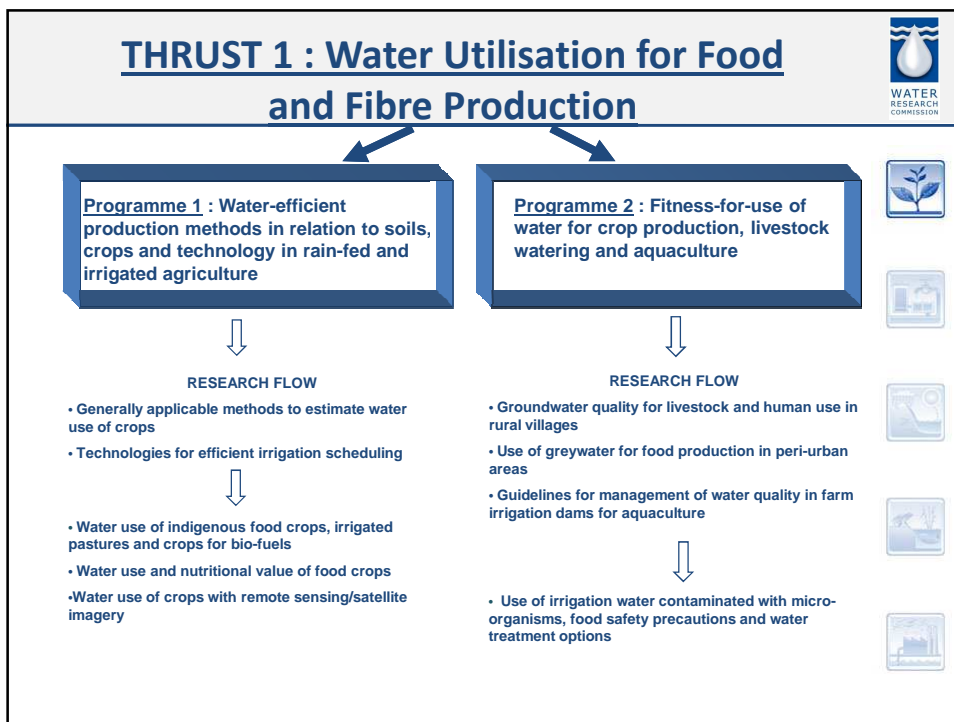 THRUST 1 : Water Utilisation for Food
and Fibre Production
WATER
RESEARCH
COMMISSION
Programme 1 : Water-efficient
production methods in relation to soils,
crops and technology in rain-fed and
irrigated agriculture
RESEARCH FLOW
• Generally applicable methods to estimate water
use of crops
• Technologies for efficient irrigation scheduling
• Water use of indigenous food crops, irrigated
pastures and crops for bio-fuels
• Water use and nutritional value of food crops
•Water use of crops with remote sensing/satellite
imagery
Programme 2 : Fitness-for-use of
water for crop production, livestock
watering and aquaculture
RESEARCH FLOW
• Groundwater quality for livestock and human use in
rural villages
• Use of greywater for food production in peri-urban
areas
• Guidelines for management of water quality in farm
irrigation dams for aquaculture
• Use of irrigation water contaminated with micro-
organisms, food safety precautions and water
treatment options